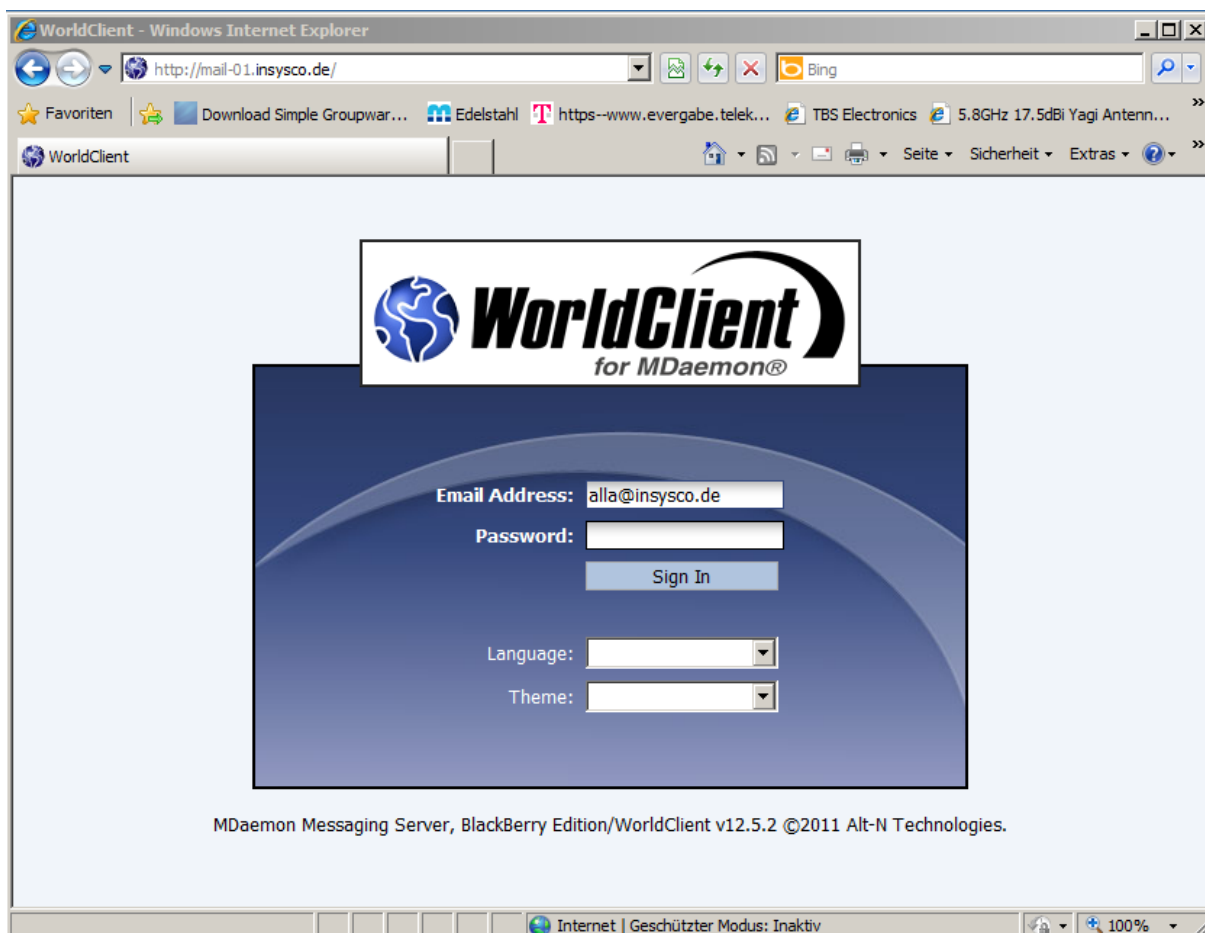 WorldClient - Windows Internet Explorer
http://mail-01.insysco.de/
Bing
Favoriten Download Simple Groupwar... Edelstahl https--www.evergabe.telek... TBS Electronics 5.8GHz 17.5dBi Yagi Antenn...
WorldClient Seite Sicherheit Extras
WorldClient
for MDaemon®
Email Address: alla@insysco.de
Password:
Sign In
Language:
Theme:
MDaemon Messaging Server, BlackBerry Edition/WorldClient v12.5.2 ©2011 Alt-N Technologies.
Internet | Geschützter Modus: Inaktiv 100%